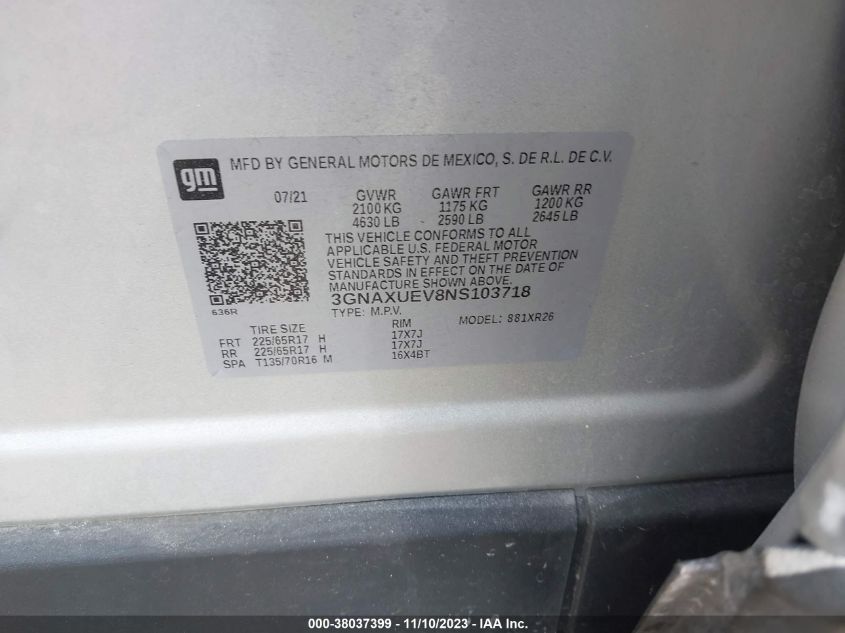 gm
MFD BY GENERAL MOTORS DE MEXICO, S. DE R.L. DE C.V.
07/21 GVWR GAWR FRT GAWR RR
2100 KG 1175 KG 1200 KG
4630 LB 2590 LB 2645 LB
THIS VEHICLE CONFORMS TO ALL
APPLICABLE U.S. FEDERAL MOTOR
VEHICLE SAFETY AND THEFT PREVENTION
STANDARDS IN EFFECT ON THE DATE OF
MANUFACTURE SHOWN ABOVE.
3GNAXUEV8NS103718
636R
TYPE: M.P.V. MODEL: 881XR26
TIRE SIZE RIM
FRT 225/65R17 H 17X7J
RR 225/65R17 H 17X7J
SPA T135/70R16 M 16X4BT
000-38037399 - 11/10/2023 - IAA Inc.